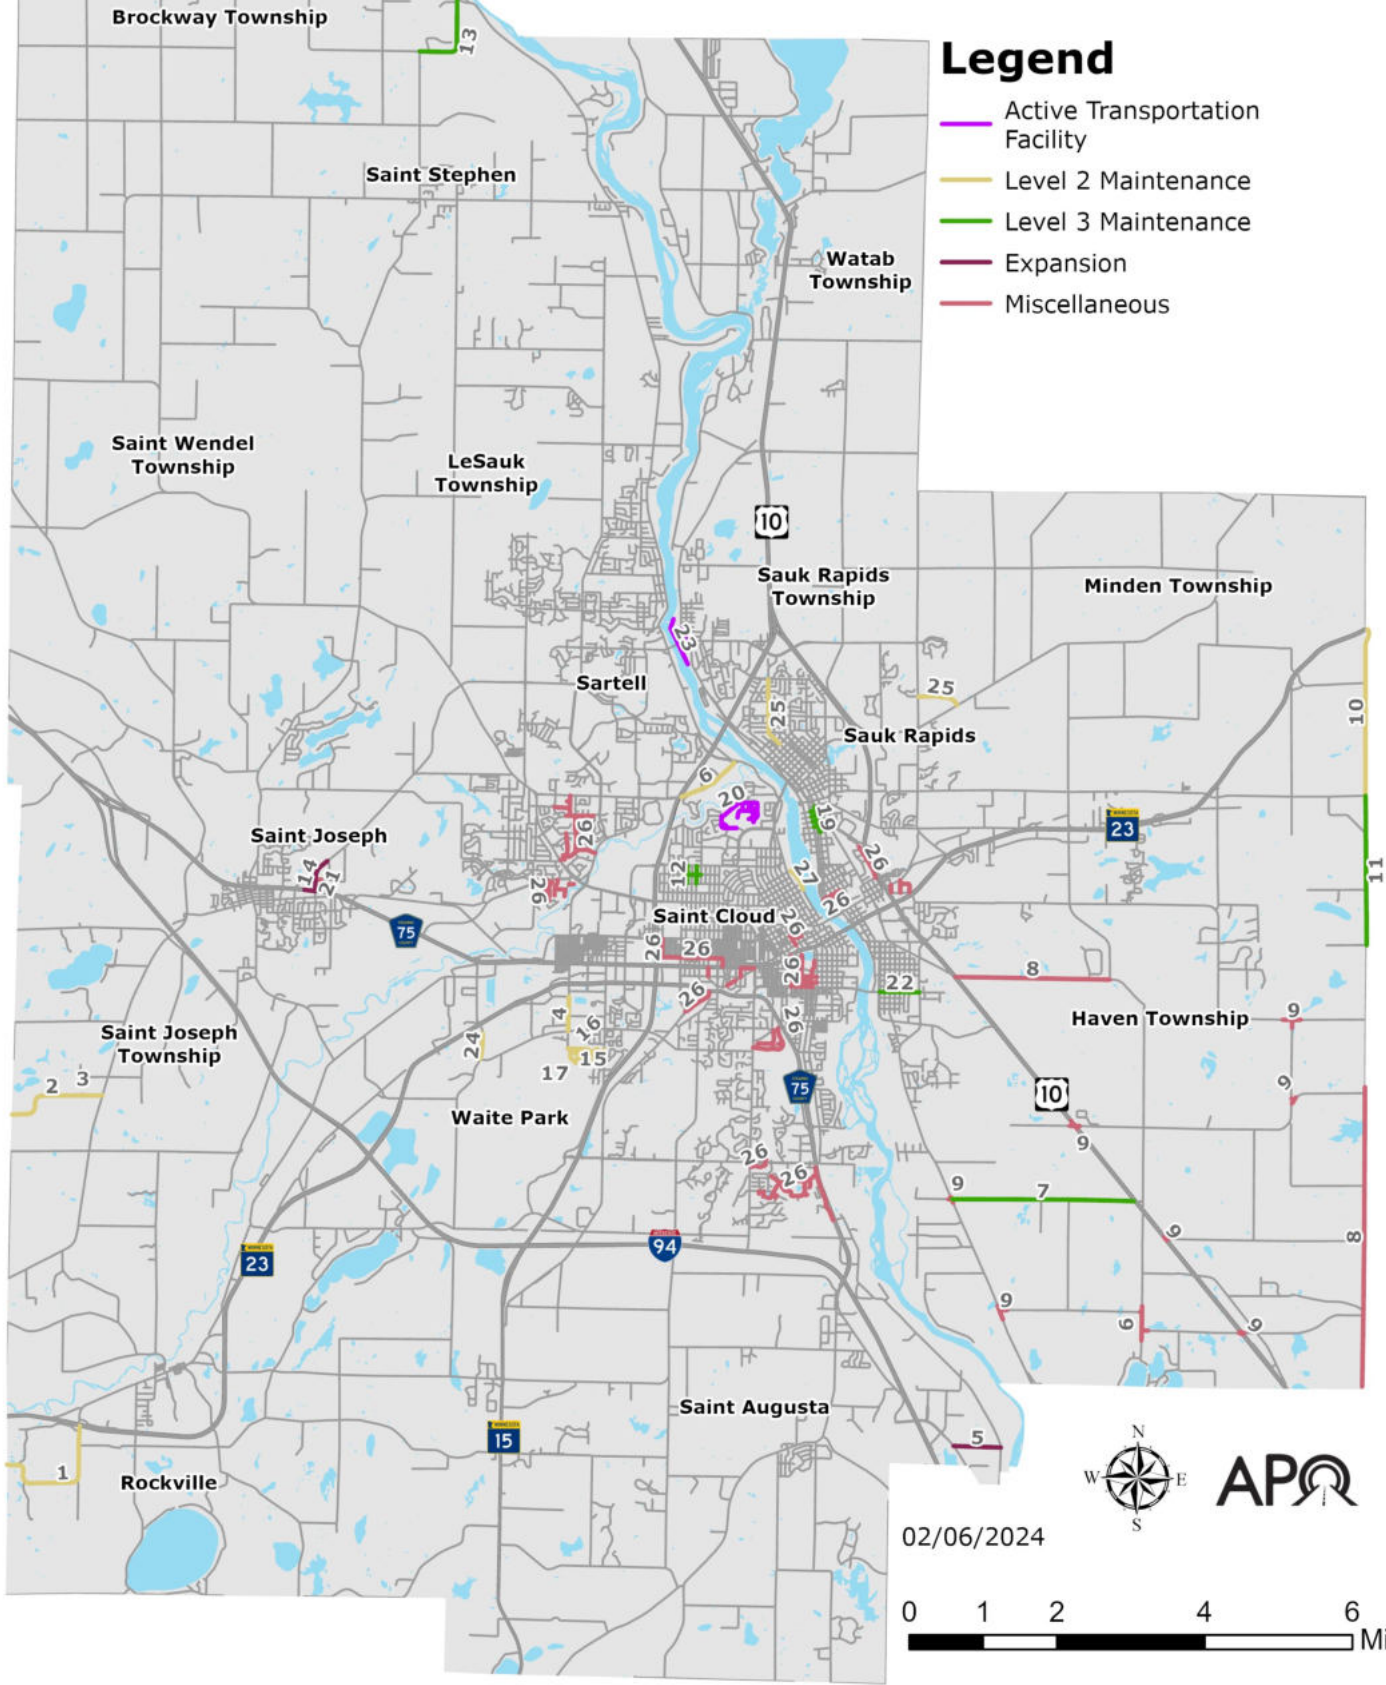 Brockway Township
13
Legend
Active Transportation
Facility
Level 2 Maintenance
Level 3 Maintenance
Expansion
Miscellaneous
Saint Stephen
Watab
Township
Saint Wendel
Township
LeSauk
Township
10
Sauk Rapids
Township
Minden Township
23
Sartell
25
25
10
Sauk Rapids
6
20
19
26
23
Saint Joseph
14
21
12
26
11
26
27
26
75
Saint Cloud
26
26
26
26
8
22
26
9
4
16
26
Saint Joseph
Township
Haven Township
24
15
17
2
3
75
9
10
Waite Park
9
26
26
9
7
9
8
94
23
9
9
9
Saint Augusta
15
5
1
Rockville
N
W
E
S
APO
02/06/2024
0
1
2
4
6
Mi